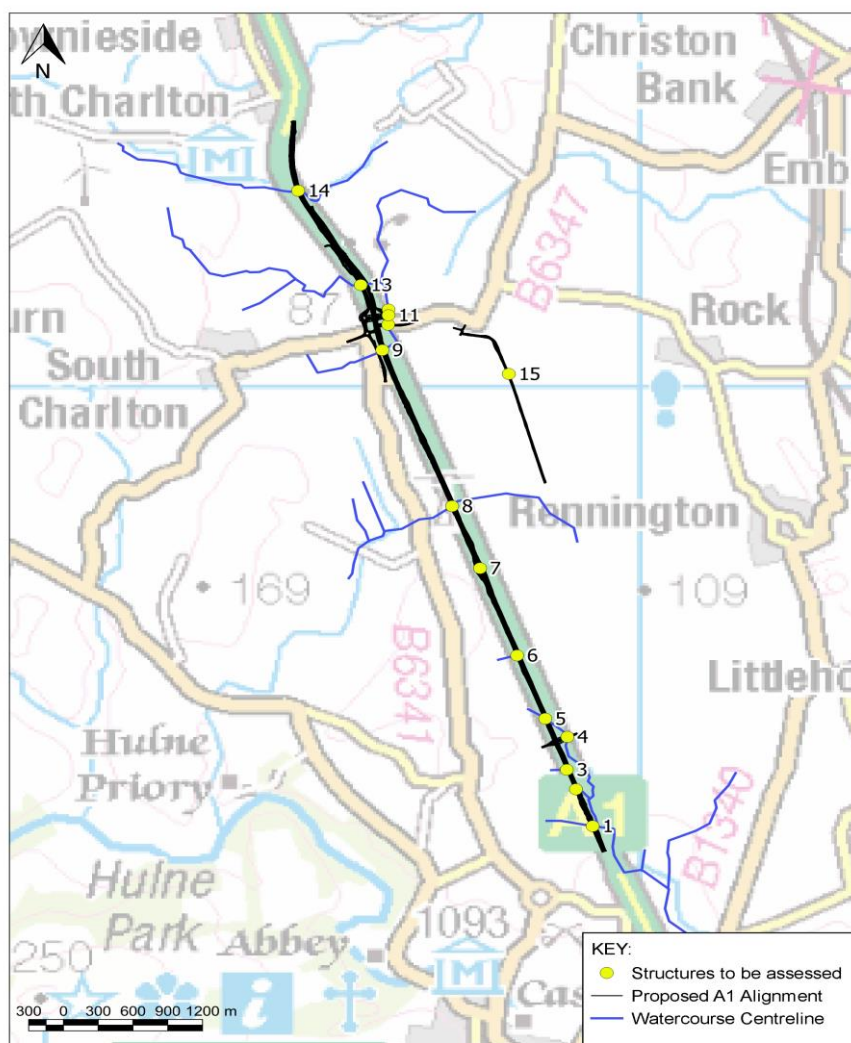 ownieside
Christon
Bank
th Charlton
N
M
14
Emb
B6347
13
87
11
Rock
urn
9
South
Charlton
15
8
Rennington
7
169
109
B6341
6
Littleho
5
4
Hulne
Priory
3
A1
1
B1340
Hulne
Park
1093
Abbey
M
250
i
Cas
KEY:
Structures to be assessed
Proposed A1 Alignment
Watercourse Centreline
300 0 300 600 900 1200 m